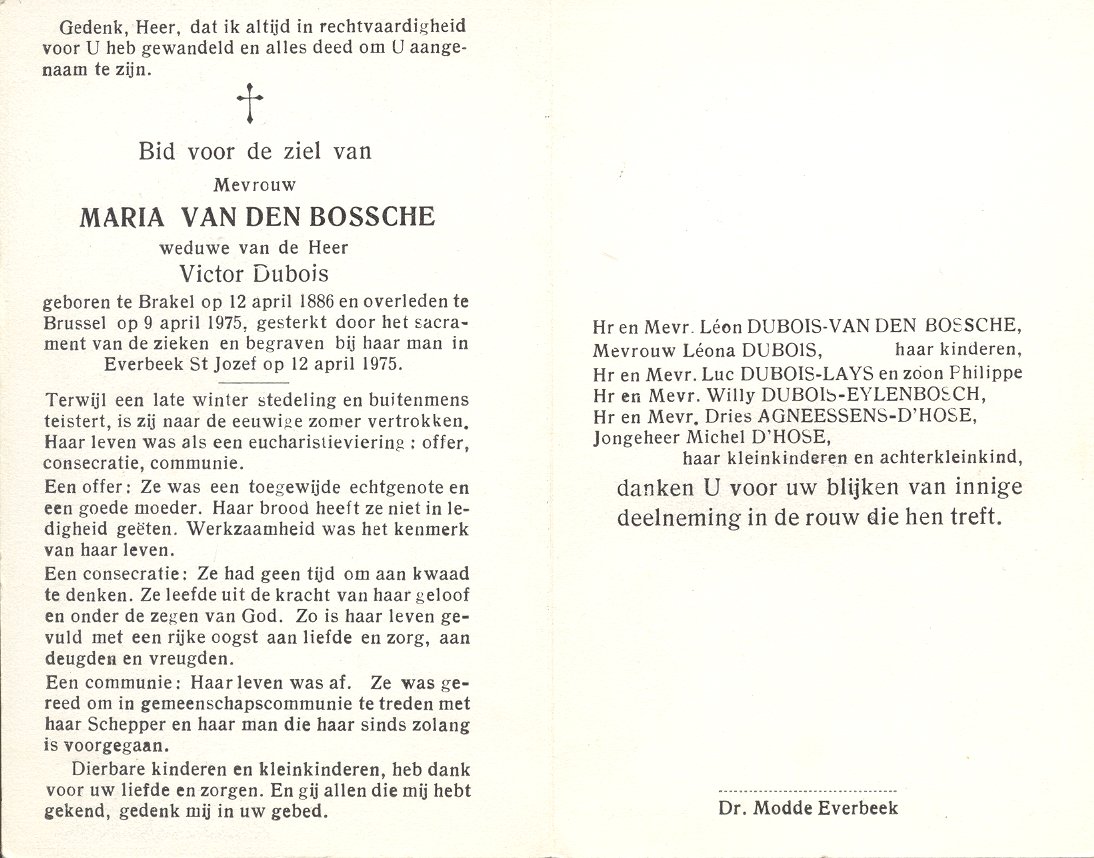 Gedenk, Heer, dat ik altijd in rechtvaardigheid
voor U heb gewandeld en alles deed om U aange-
naam te zijn.
Bid voor de ziel van
Mevrouw
MARIA VAN DEN BOSSCHE
weduwe van de Heer
Victor Dubois
geboren te Brakel op 12 april 1886 en overleden te
Brussel op 9 april 1975, gesterkt door het sacra-
ment van de zieken en begraven bij haar man in
Everbeek St Jozef op 12 april 1975.
Terwijl een late winter stedeling en buitenmens
teistert, is zij naar de eeuwige zomer vertrokken.
Haar leven was als een eucharistieviering : offer,
consecratie, communie.
Een offer: Ze was een toegewijde echtgenote en
een goede moeder. Haar brood heeft ze niet in le-
digheid geëten. Werkzaamheid was het kenmerk
van haar leven.
Een consecratie: Ze had geen tijd om aan kwaad
te denken. Ze leefde uit de kracht van haar geloof
en onder de zegen van God. Zo is haar leven ge-
vuld met een rijke oogst aan liefde en zorg, aan
deugden en vreugden.
Een communie: Haar leven was af. Ze was ge-
reed om in gemeenschapscommunie te treden met
haar Schepper en haar man die haar sinds zolang
is voorgegaan.
Dierbare kinderen en kleinkinderen, heb dank
voor uw liefde en zorgen. En gij allen die mij hebt
gekend, gedenk mij in uw gebed.
Hr en Mevr. Léon DUBOIS-VAN DEN BOSSCHE,
Mevrouw Léona DUBOIS, haar kinderen,
Hr en Mevr. Luc DUBOIS-LAYS en zoon Philippe
Hr en Mevr. Willy DUBOIS-EYLENBOSCH,
Hr en Mevr. Dries AGNEESSENS-D'HOSE,
Jongeheer Michel D'HOSE,
haar kleinkinderen en achterkleinkind,
danken U voor uw blijken van innige
deelneming in de rouw die hen treft.
Dr. Modde Everbeek